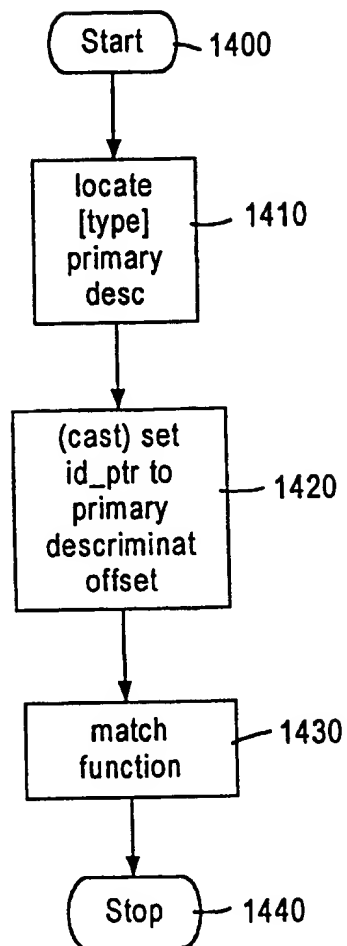 Start
1400
locate
[type]
primary
desc
1410
(cast) set
id_ptr to
primary
descriminat
offset
1420
match
function
1430
Stop
1440